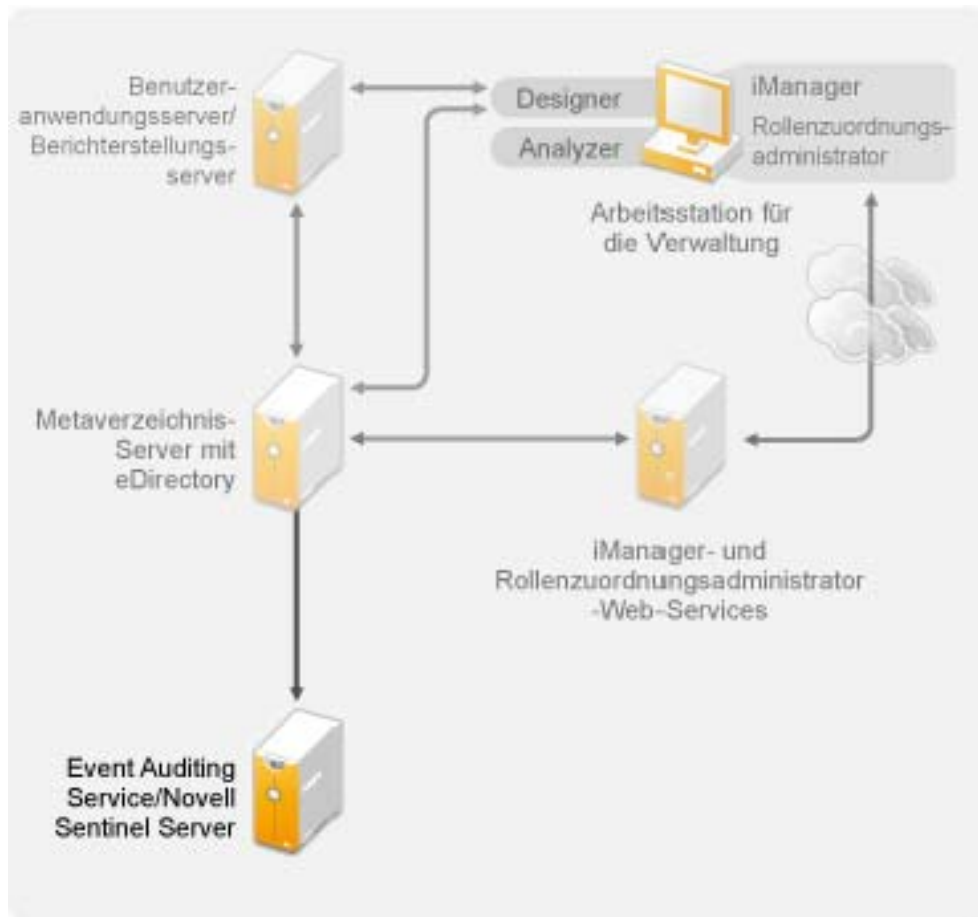 Benutzer-
anwendungsserver/
Berichterstellungs-
server
Designer
Analyzer
iManager
Rollenzuordnungs-
administrator
Arbeitsstation für
die Verwaltung
Metaverzeichnis-
Server mit
eDirectory
iManager- und
Rollenzuordnungsadministrator
-Web-Services
Event Auditing
Service/Novell
Sentinel Server